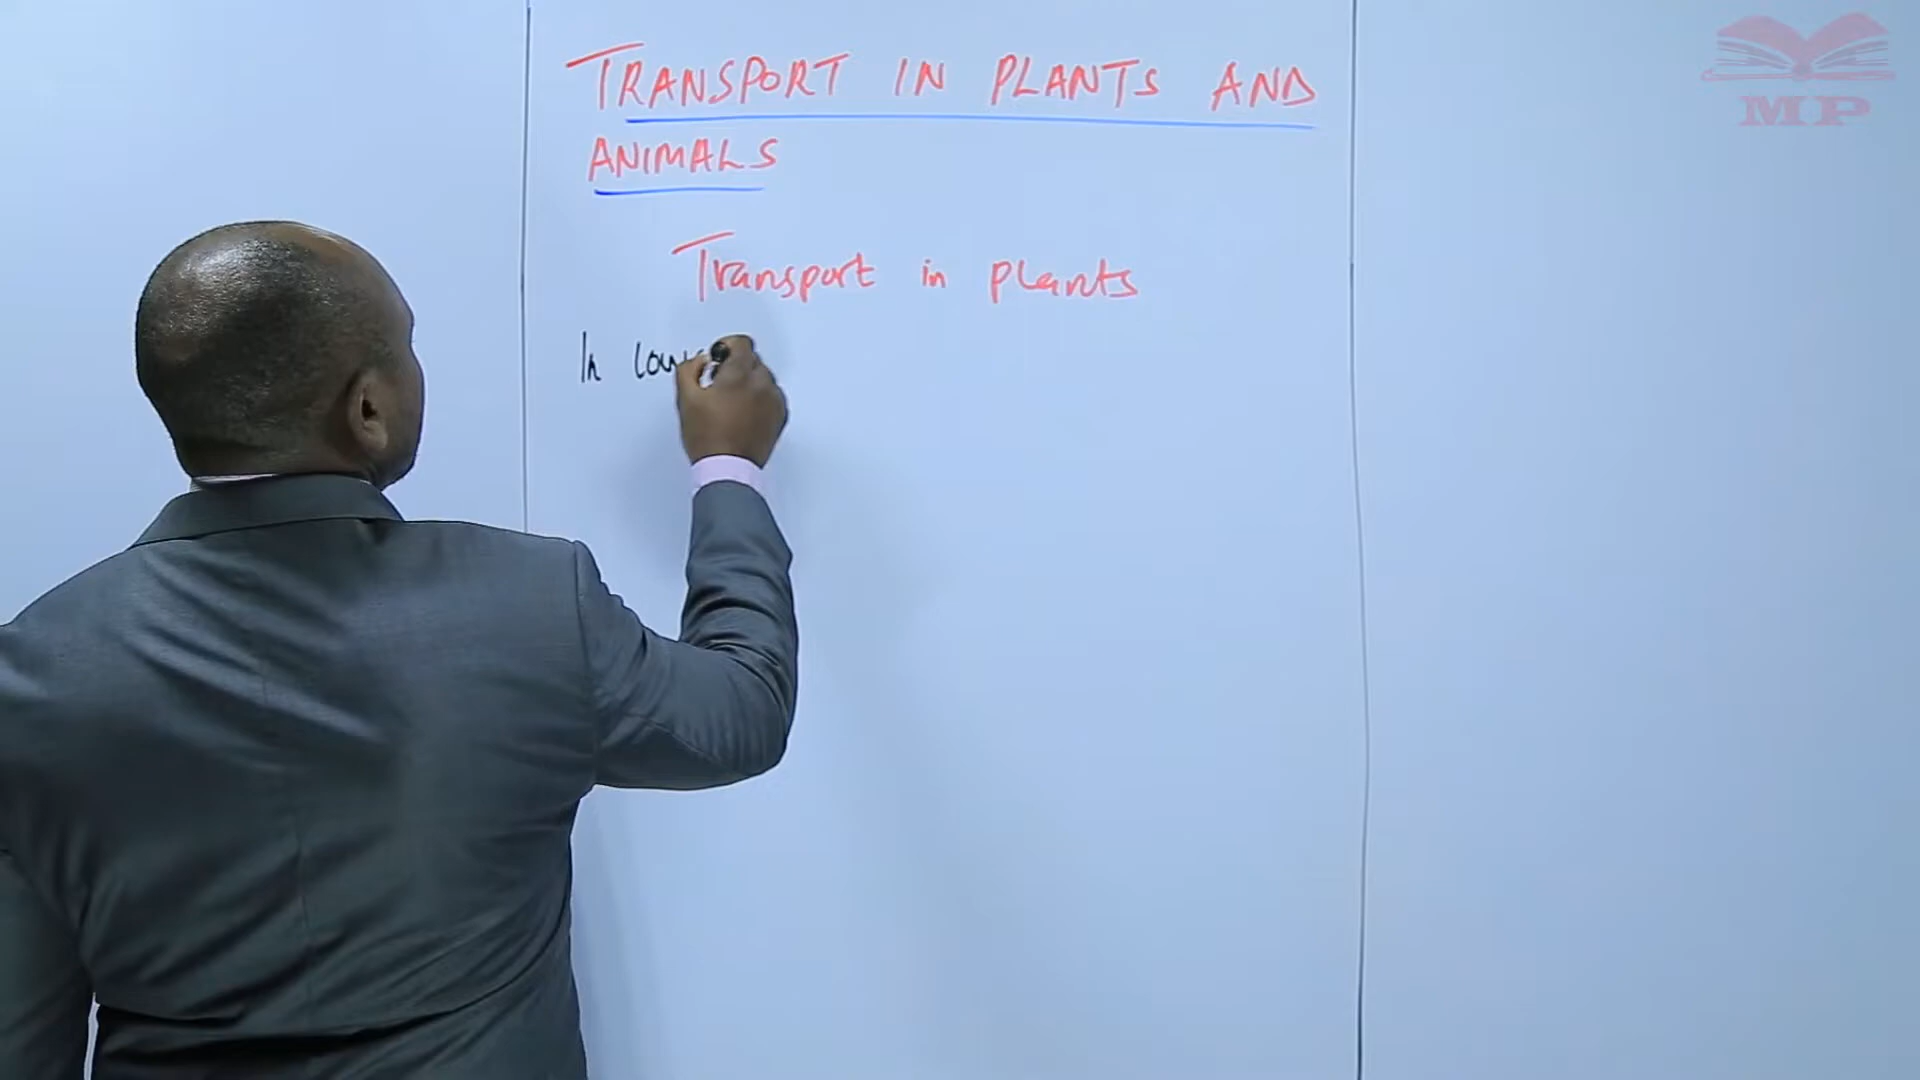 TRANSPORT IN PLANTS AND
ANIMALS
Transport in plants
In
MP